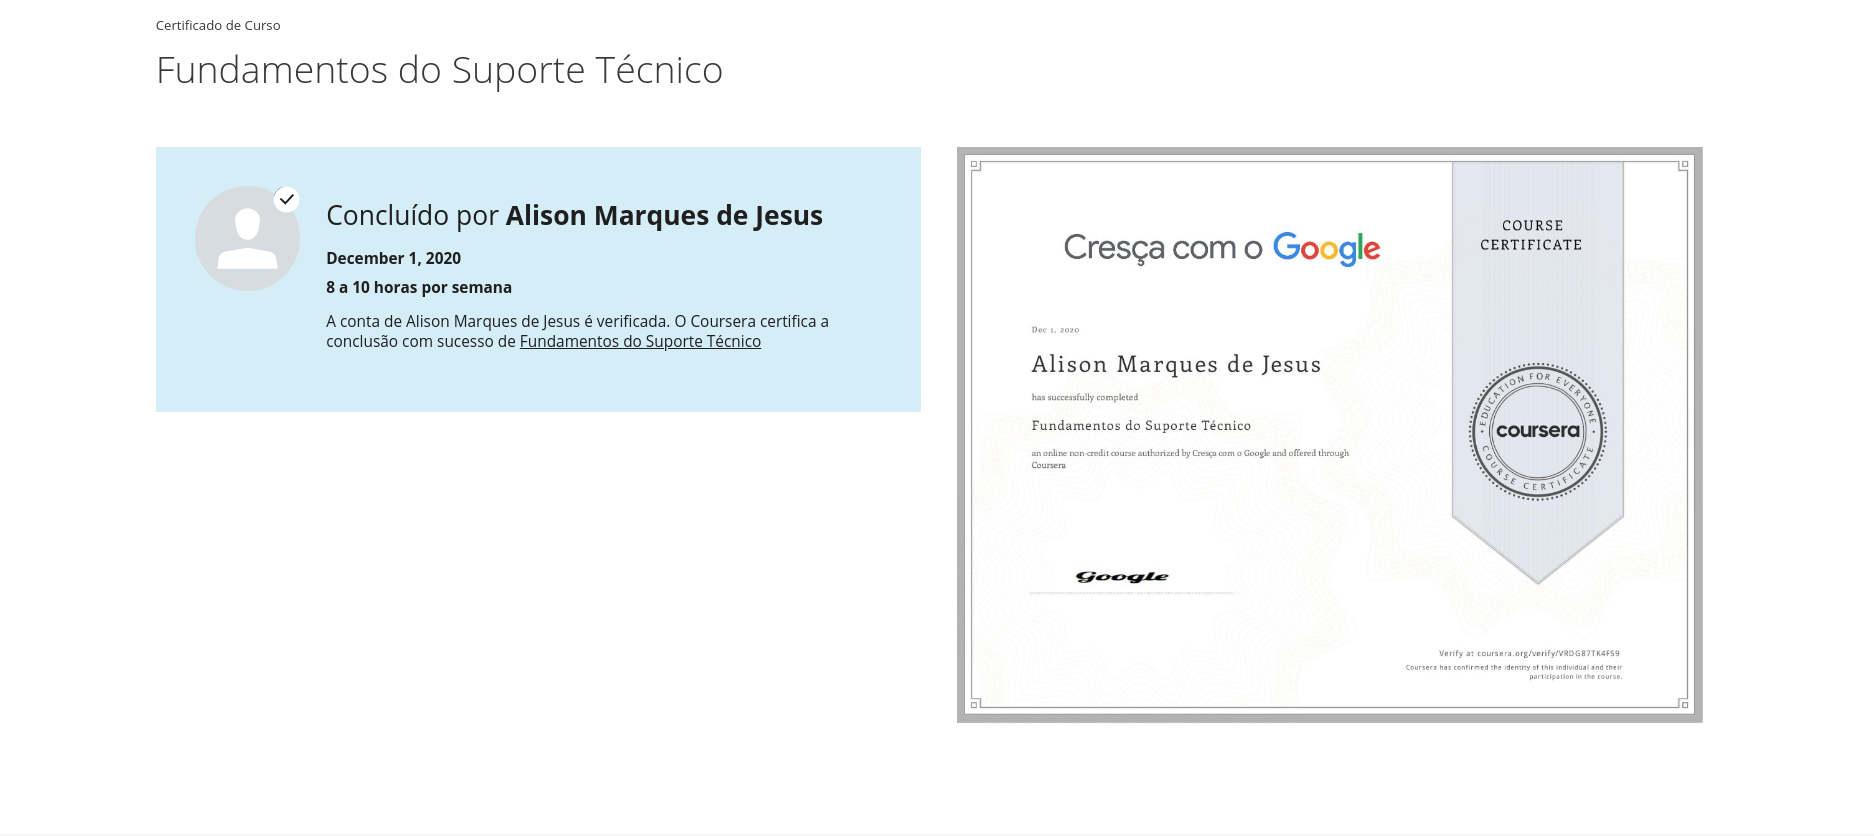 Certificado de Curso
Fundamentos do Suporte Técnico
Concluído por Alison Marques de Jesus
December 1, 2020
8 a 10 horas por semana
A conta de Alison Marques de Jesus é verificada. O Coursera certifica a
conclusão com sucesso de Fundamentos do Suporte Técnico
Cresça com o Google
COURSE
CERTIFICATE
Dec 1, 2020
Alison Marques de Jesus
has successfully completed
Fundamentos do Suporte Técnico
an online non-credit course authorized by Cresça com o Google and offered through
Coursera
EDUCATION FOR EVERYONE
coursera
COURSE CERTIFICATE
Google
Verify at coursera.org/verify/VRDG87TK4FS9
Coursera has confirmed the identity of this individual and their
participation in the course.